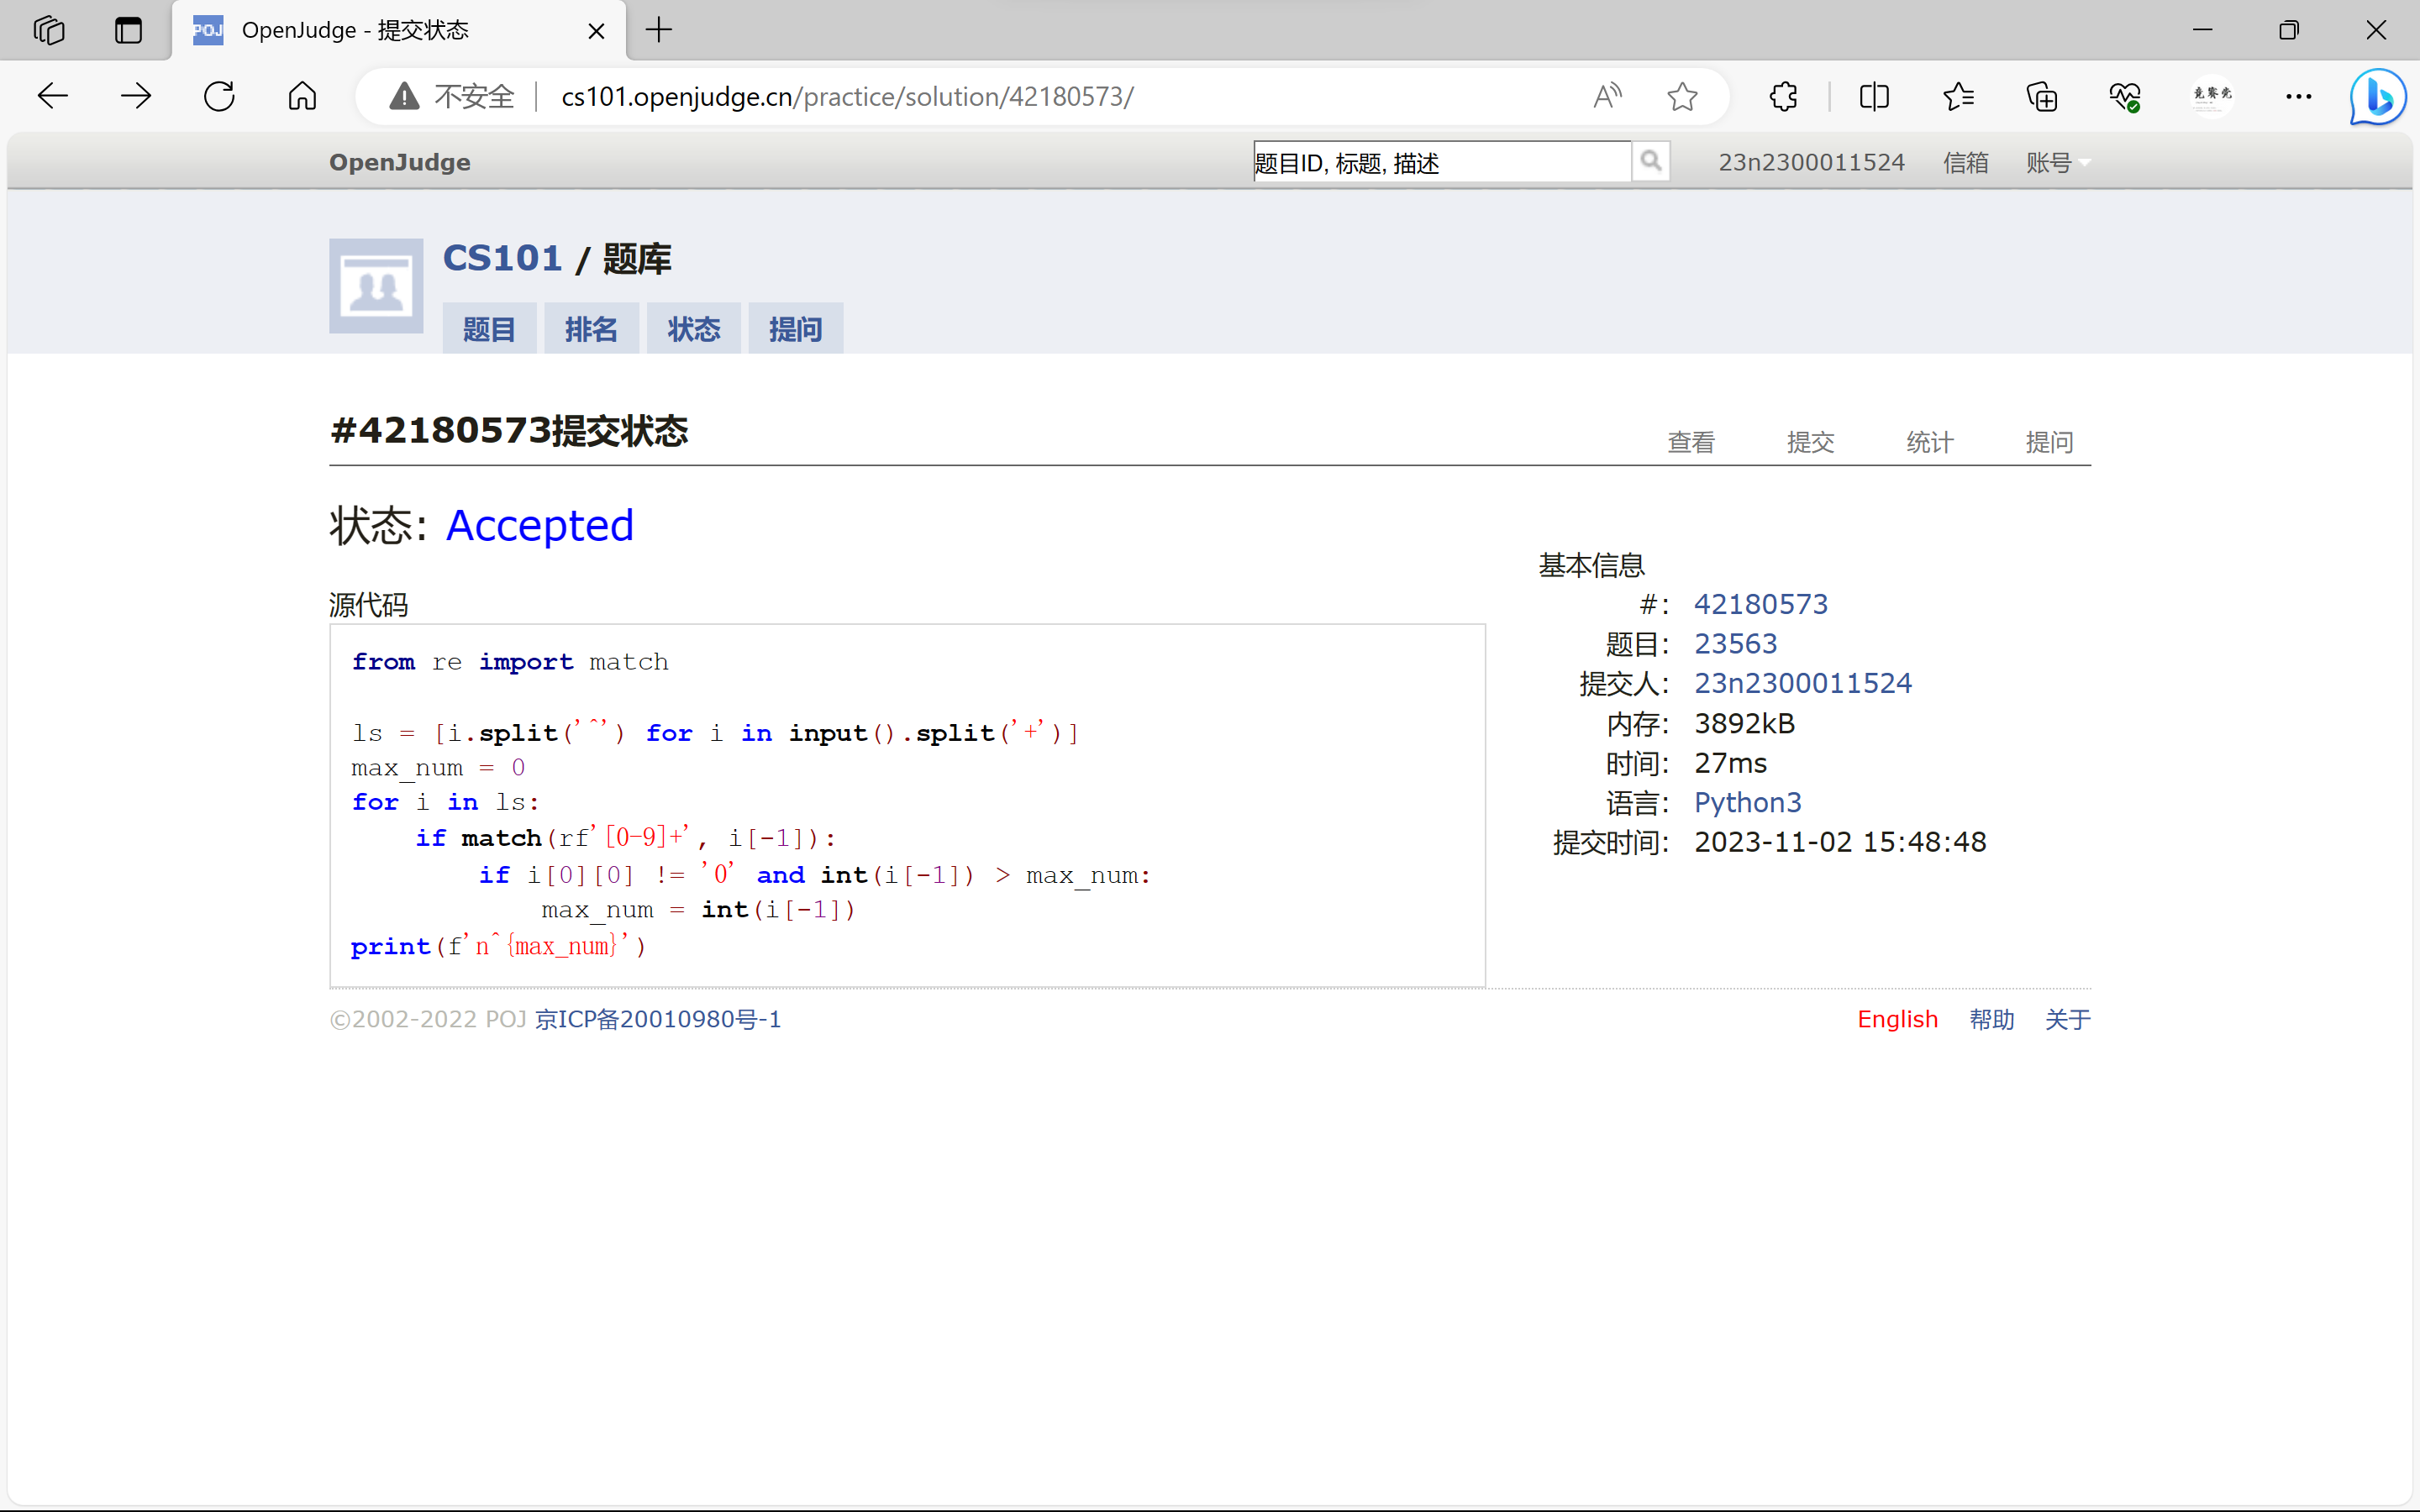 OpenJudge - 提交状态
不安全 cs101.openjudge.cn/practice/solution/42180573/
OpenJudge 题目ID, 标题, 描述 23n2300011524 信箱 账号
CS101 / 题库
题目 排名 状态 提问
#42180573提交状态 查看 提交 统计 提问
状态: Accepted
源代码
from re import match
ls = [i.split('^') for i in input().split('+')]
max_num = 0
for i in ls:
    if match(rf'[0-9]+', i[-1]):
        if i[0][0] != '0' and int(i[-1]) > max_num:
            max_num = int(i[-1])
print(f'n^{max_num}')
基本信息
#: 42180573
题目: 23563
提交人: 23n2300011524
内存: 3892kB
时间: 27ms
语言: Python3
提交时间: 2023-11-02 15:48:48
©2002-2022 POJ 京ICP备20010980号-1 English 帮助 关于